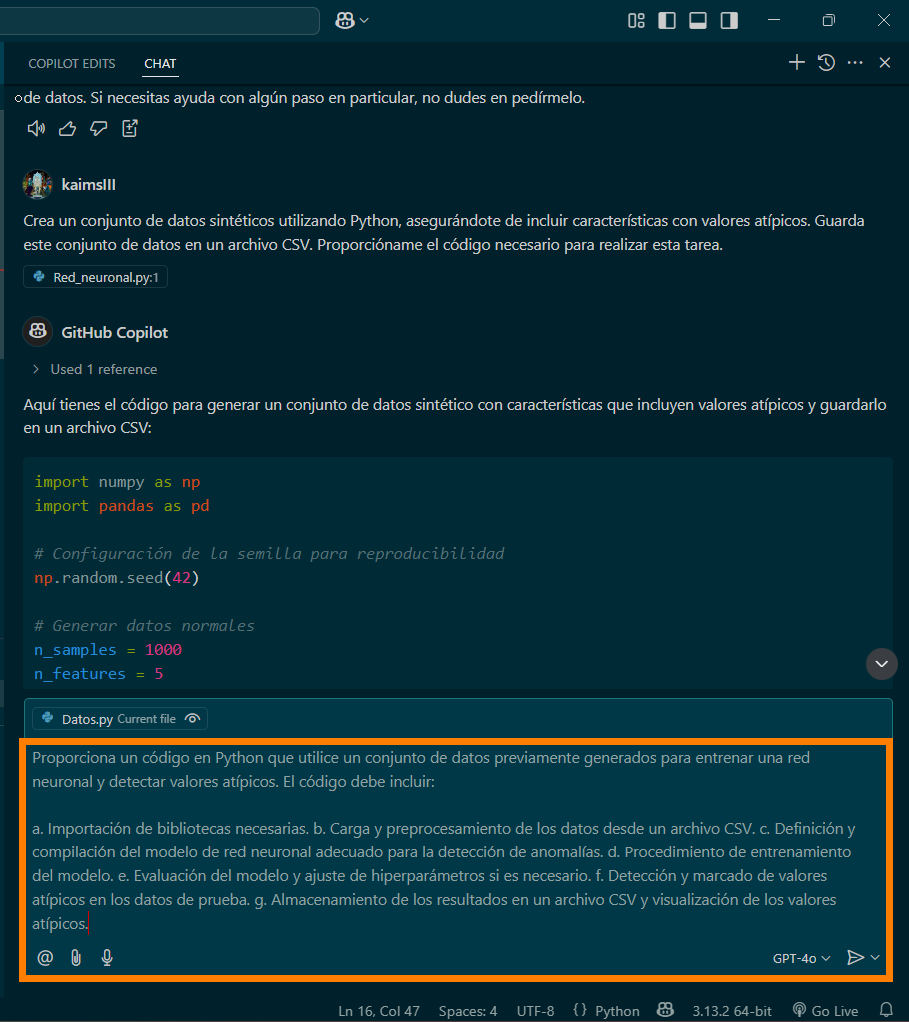 COPILOT EDITS CHAT
de datos. Si necesitas ayuda con algún paso en particular, no dudes en pedírmelo.
kaimsIII
Crea un conjunto de datos sintéticos utilizando Python, asegurándote de incluir características con valores atípicos. Guarda
este conjunto de datos en un archivo CSV. Proporcióname el código necesario para realizar esta tarea.
Red_neuronal.py:1
GitHub Copilot
Used 1 reference
Aquí tienes el código para generar un conjunto de datos sintético con características que incluyen valores atípicos y guardarlo
en un archivo CSV:
import numpy as np
import pandas as pd
# Configuración de la semilla para reproducibilidad
np.random.seed(42)
# Generar datos normales
n_samples = 1000
n_features = 5
Datos.py Current file
Proporciona un código en Python que utilice un conjunto de datos previamente generados para entrenar una red
neuronal y detectar valores atípicos. El código debe incluir:
a. Importación de bibliotecas necesarias. b. Carga y preprocesamiento de los datos desde un archivo CSV. c. Definición y
compilación del modelo de red neuronal adecuado para la detección de anomalías. d. Procedimiento de entrenamiento
del modelo. e. Evaluación del modelo y ajuste de hiperparámetros si es necesario. f. Detección y marcado de valores
atípicos en los datos de prueba. g. Almacenamiento de los resultados en un archivo CSV y visualización de los valores
atípicos.
@ GPT-4o
Ln 16, Col 47 Spaces: 4 UTF-8 {} Python 3.13.2 64-bit Go Live